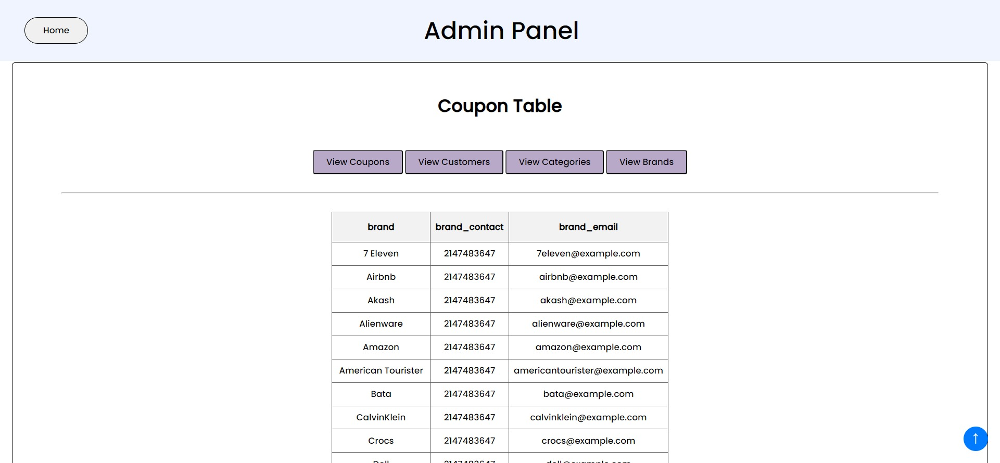 Home
Admin Panel
Coupon Table
View Coupons View Customers View Categories View Brands
brand brand_contact brand_email
7 Eleven 2147483647 7eleven@example.com
Airbnb 2147483647 airbnb@example.com
Akash 2147483647 akash@example.com
Alienware 2147483647 alienware@example.com
Amazon 2147483647 amazon@example.com
American Tourister 2147483647 americantourister@example.com
Bata 2147483647 bata@example.com
CalvinKlein 2147483647 calvinklein@example.com
Crocs 2147483647 crocs@example.com
↑